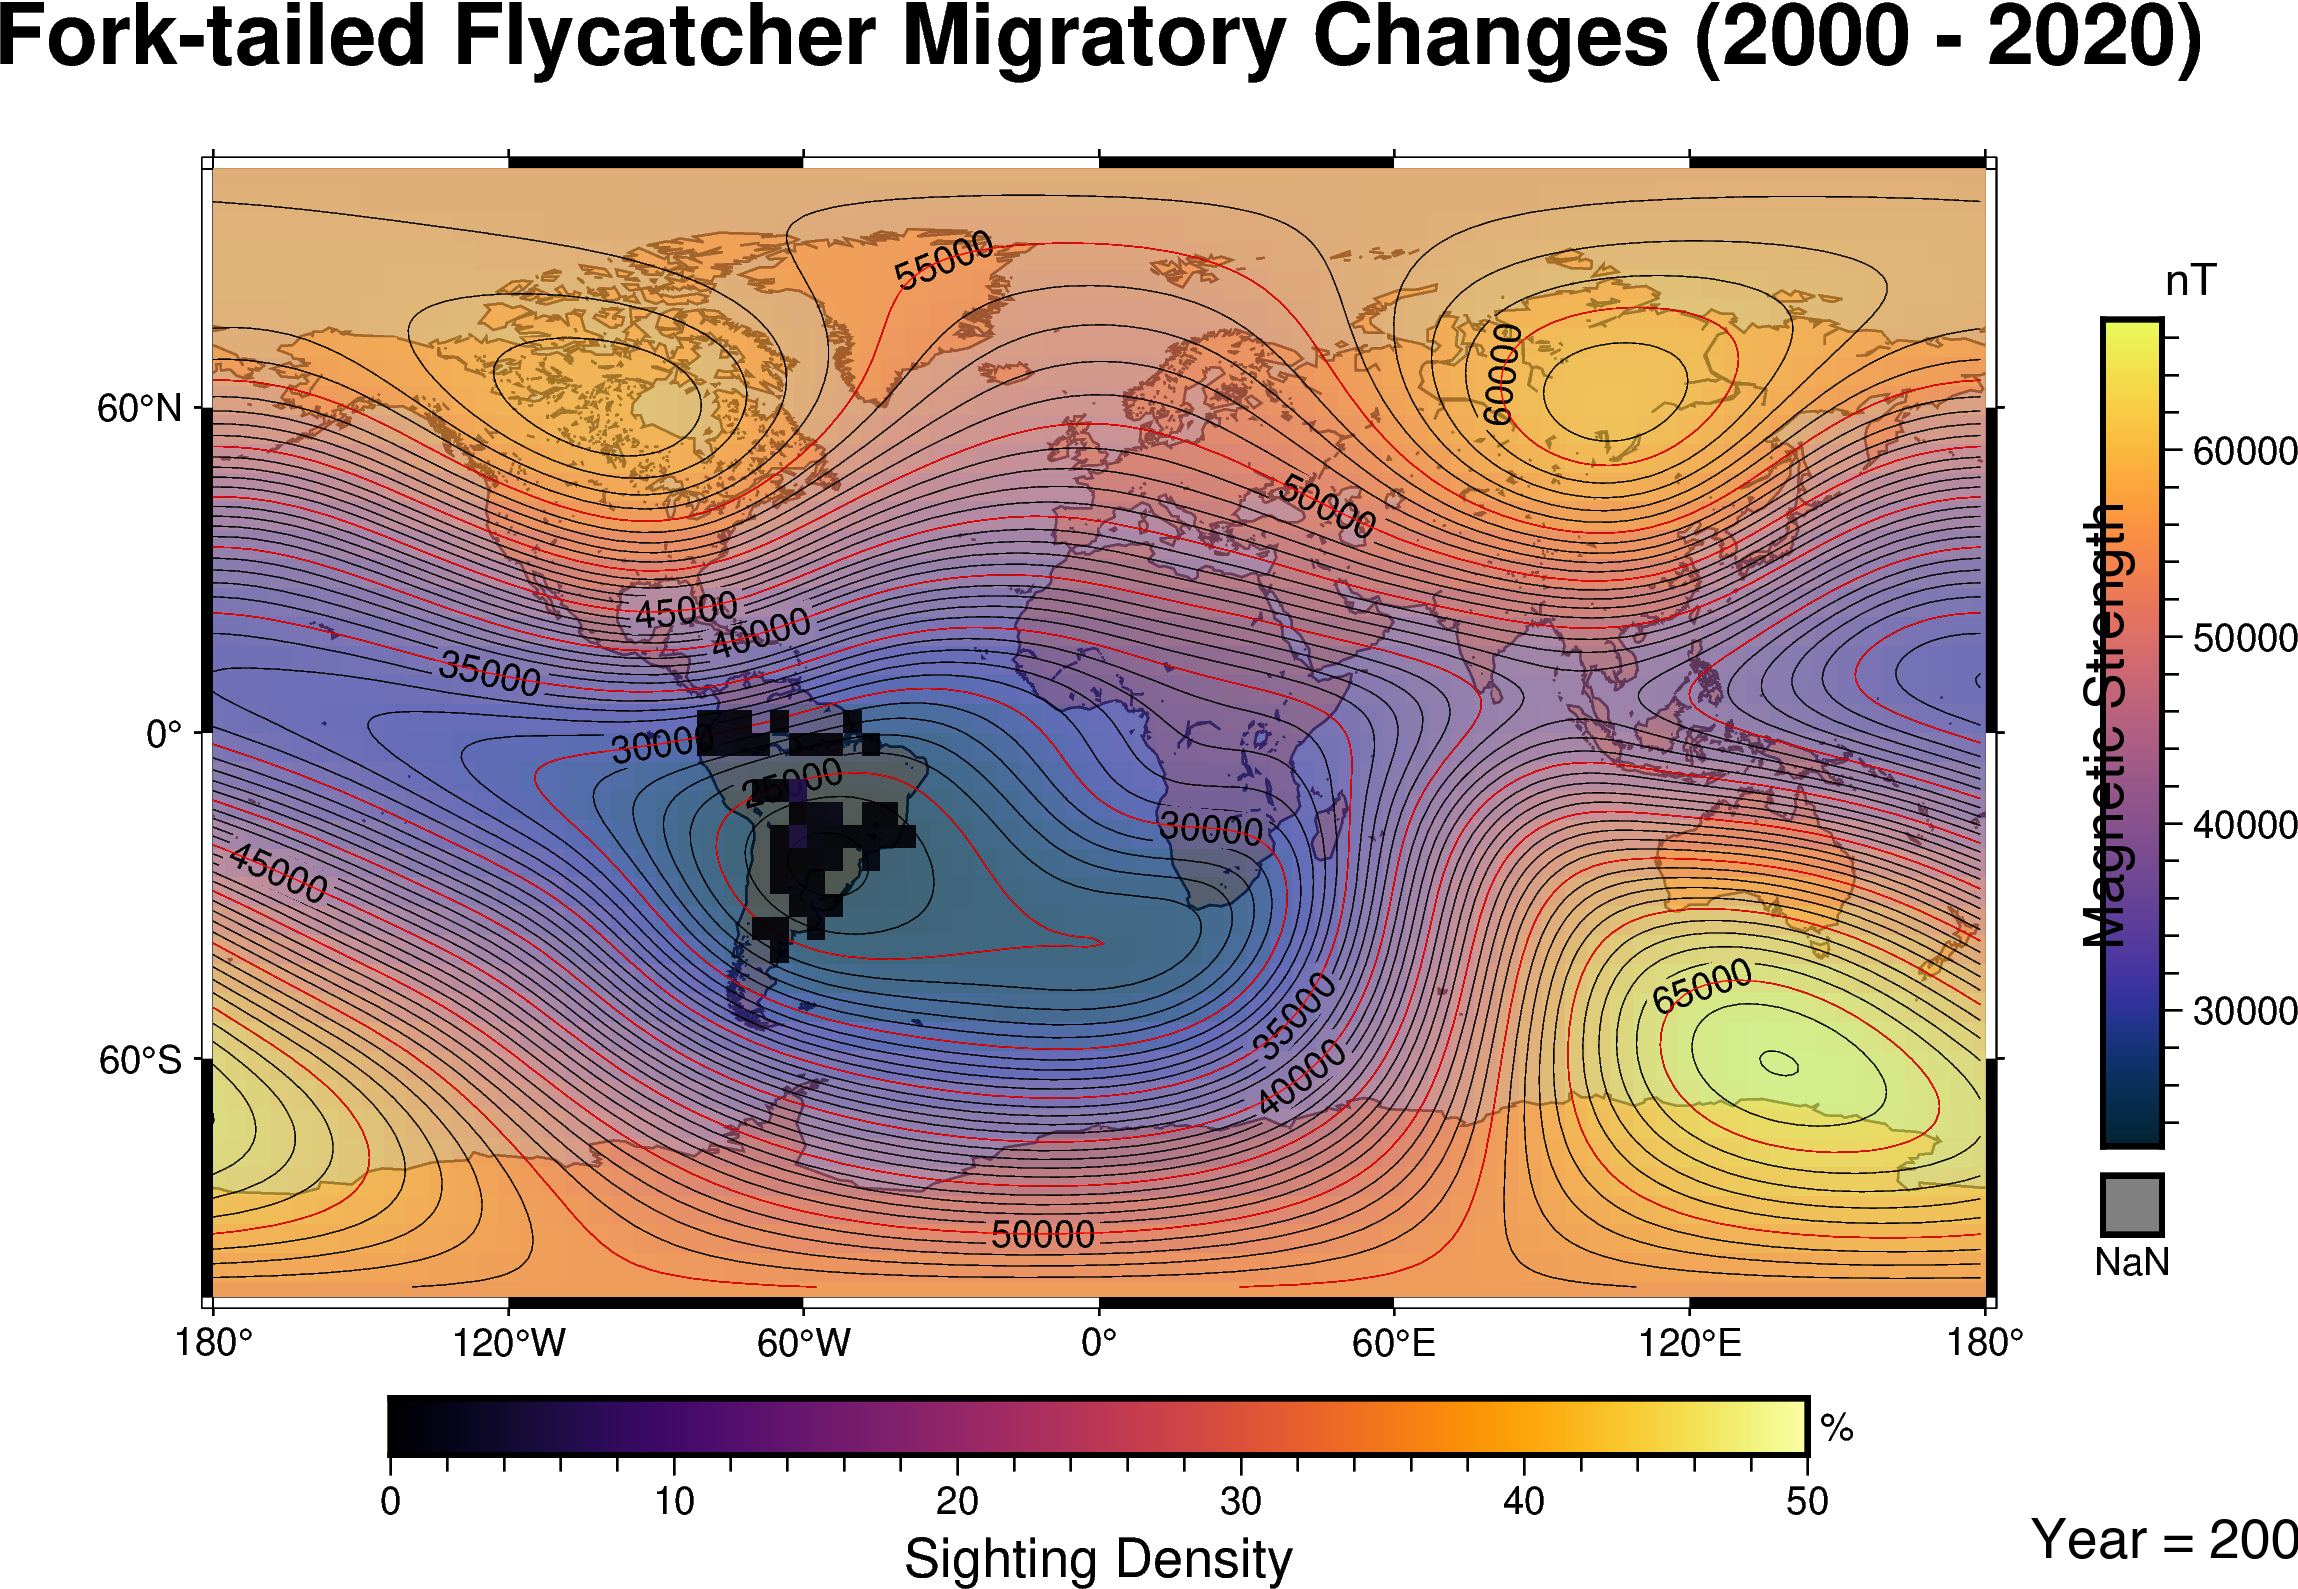 Fork-tailed Flycatcher Migratory Changes (2000 - 2020)
nT
55000
60000
60°N
60000
50000
45000
40000
50000
35000
Magnetic Strength
0°
30000
25000
30000
40000
45000
65000
35000
30000
60°S
40000
50000
NaN
180°
120°W
60°W
0°
60°E
120°E
180°
%
0
10
20
30
40
50
Sighting Density
Year = 200